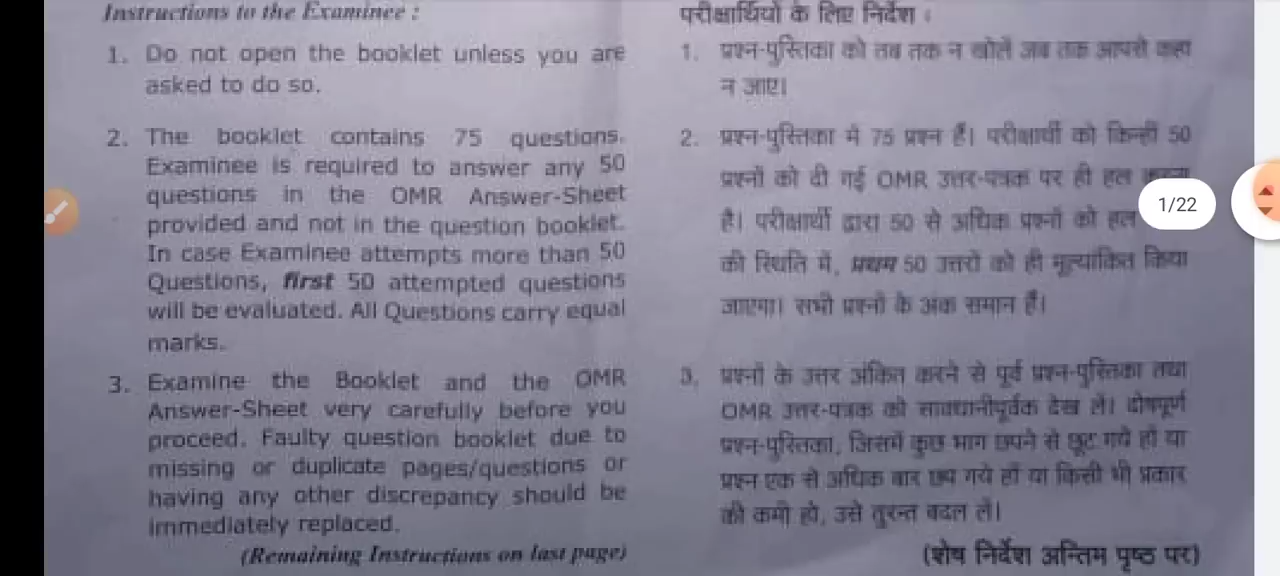 Instructions to the Examinee :
1. Do not open the booklet unless you are
asked to do so.
2. The booklet contains 75 questions.
Examinee is required to answer any 50
questions in the OMR Answer-Sheet
provided and not in the question booklet.
In case Examinee attempts more than 50
Questions, first 50 attempted questions
will be evaluated. All Questions carry equal
marks.
3. Examine the Booklet and the OMR
Answer-Sheet very carefully before you
proceed. Faulty question booklet due to
missing or duplicate pages/questions or
having any other discrepancy should be
immediately replaced.
(Remaining Instructions on last page)
परीक्षार्थियों के लिए निर्देश :
1. प्रश्न-पुस्तिका को तब तक न खोलें जब तक आपसे कहा
न जाए।
2. प्रश्न-पुस्तिका में 75 प्रश्न हैं। परीक्षार्थी को किन्हीं 50
प्रश्नों को दी गई OMR उत्तर-पत्रक पर ही हल करना
है। परीक्षार्थी द्वारा 50 से अधिक प्रश्नों को हल
की स्थिति में, प्रथम 50 उत्तरों को ही मूल्यांकित किया
जाएगा। सभी प्रश्नों के अंक समान हैं।
3. प्रश्नों के उत्तर अंकित करने से पूर्व प्रश्न-पुस्तिका तथा
OMR उत्तर-पत्रक को सावधानीपूर्वक देख लें। दोषपूर्ण
प्रश्न-पुस्तिका, जिसमें कुछ भाग छपने से छूट गये हों या
प्रश्न एक से अधिक बार छप गये हों या किसी भी प्रकार
की कमी हो, उसे तुरन्त बदल लें।
(शेष निर्देश अन्तिम पृष्ठ पर)
1/22